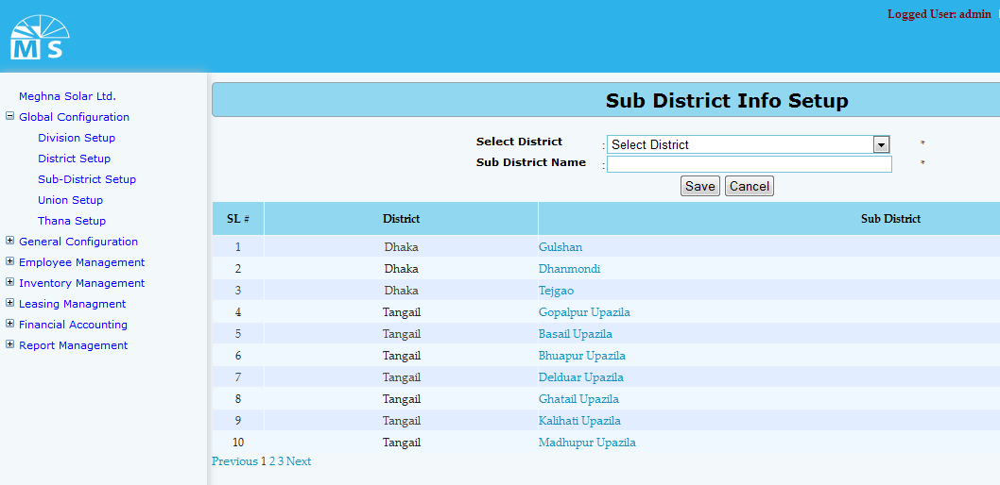 Logged User: admin
MS
Meghna Solar Ltd.
Global Configuration
Division Setup
District Setup
Sub-District Setup
Union Setup
Thana Setup
General Configuration
Employee Management
Inventory Management
Leasing Managment
Financial Accounting
Report Management
Sub District Info Setup
Select District : Select District *
Sub District Name : *
Save Cancel
SL # District Sub District
1 Dhaka Gulshan
2 Dhaka Dhanmondi
3 Dhaka Tejgao
4 Tangail Gopalpur Upazila
5 Tangail Basail Upazila
6 Tangail Bhuapur Upazila
7 Tangail Delduar Upazila
8 Tangail Ghatail Upazila
9 Tangail Kalihati Upazila
10 Tangail Madhupur Upazila
Previous 1 2 3 Next